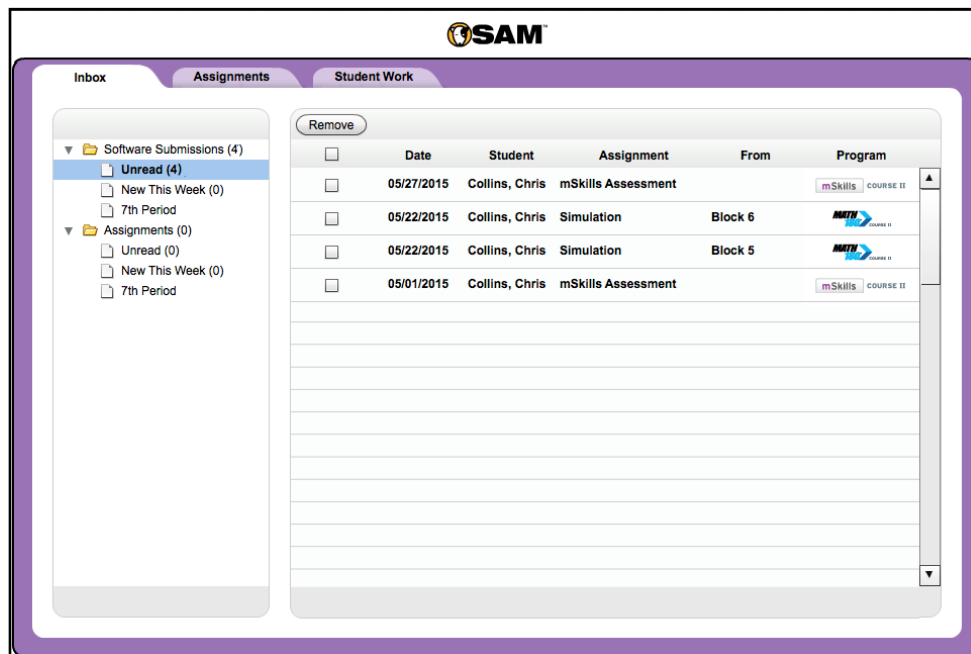 SAM™
Inbox Assignments Student Work
Remove
Software Submissions (4)
Unread (4)
New This Week (0)
7th Period
Assignments (0)
Unread (0)
New This Week (0)
7th Period
Date Student Assignment From Program
05/27/2015 Collins, Chris mSkills Assessment mSkills COURSE II
05/22/2015 Collins, Chris Simulation Block 6 MATH 180 COURSE II
05/22/2015 Collins, Chris Simulation Block 5 MATH 180 COURSE II
05/01/2015 Collins, Chris mSkills Assessment mSkills COURSE II